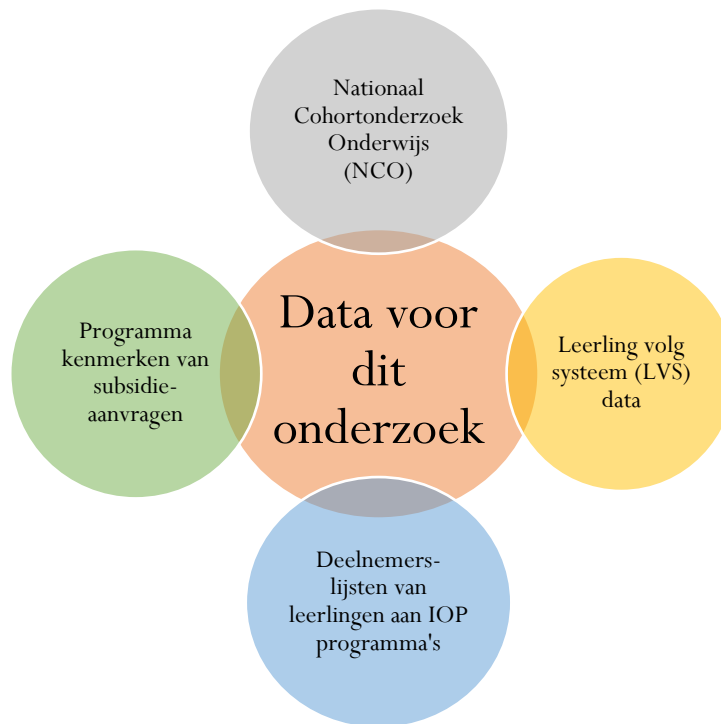 Nationaal
Cohortonderzoek
Onderwijs
(NCO)
Programma
kenmerken van
subsidie-
aanvragen
Data voor
dit
onderzoek
Leerling volg
systeem (LVS)
data
Deelnemers-
lijsten van
leerlingen aan IOP
programma's